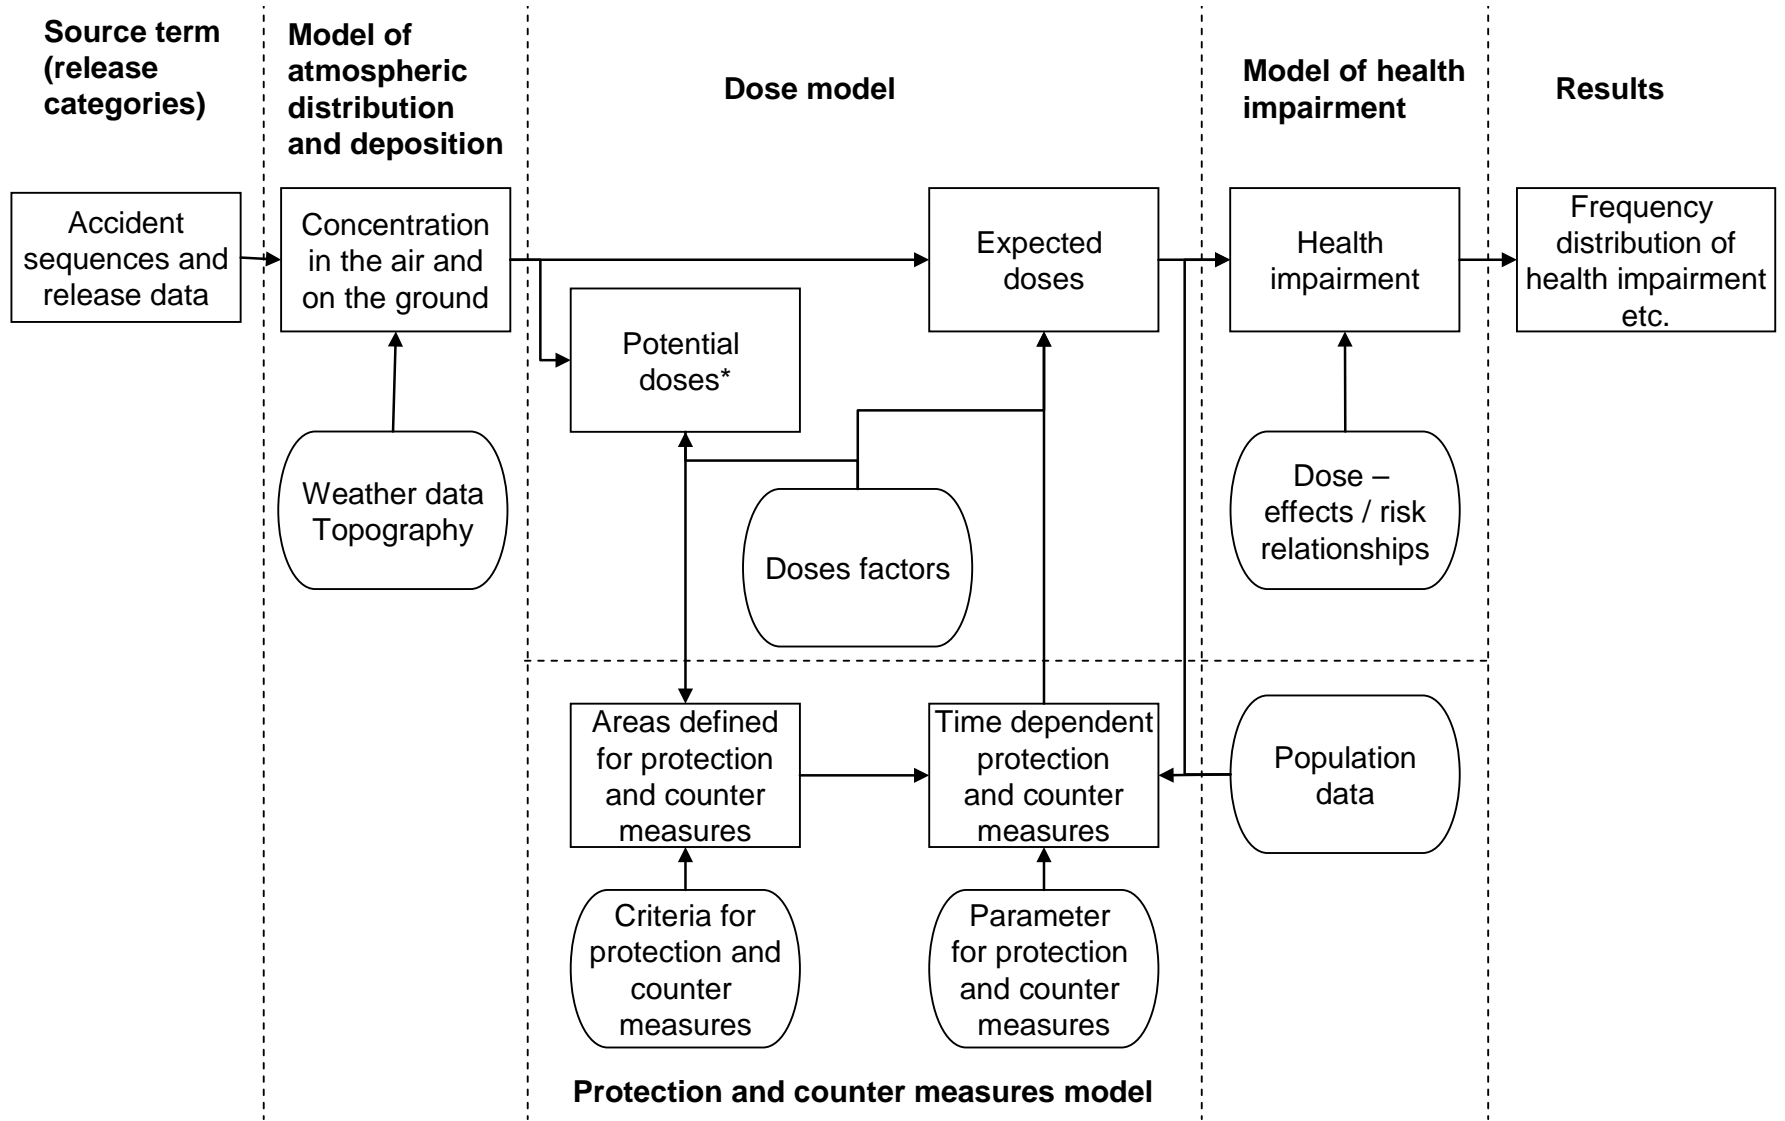 Source term
(release
categories)
Model of
atmospheric
distribution
and deposition
Dose model
Model of health
impairment
Results
Accident
sequences and
release data
Concentration
in the air and
on the ground
Expected
doses
Health
impairment
Frequency
distribution of
health impairment
etc.
Potential
doses*
Weather data
Topography
Doses factors
Dose –
effects / risk
relationships
Areas defined
for protection
and counter
measures
Time dependent
protection
and counter
measures
Population
data
Criteria for
protection and
counter
measures
Parameter
for protection
and counter
measures
Protection and counter measures model